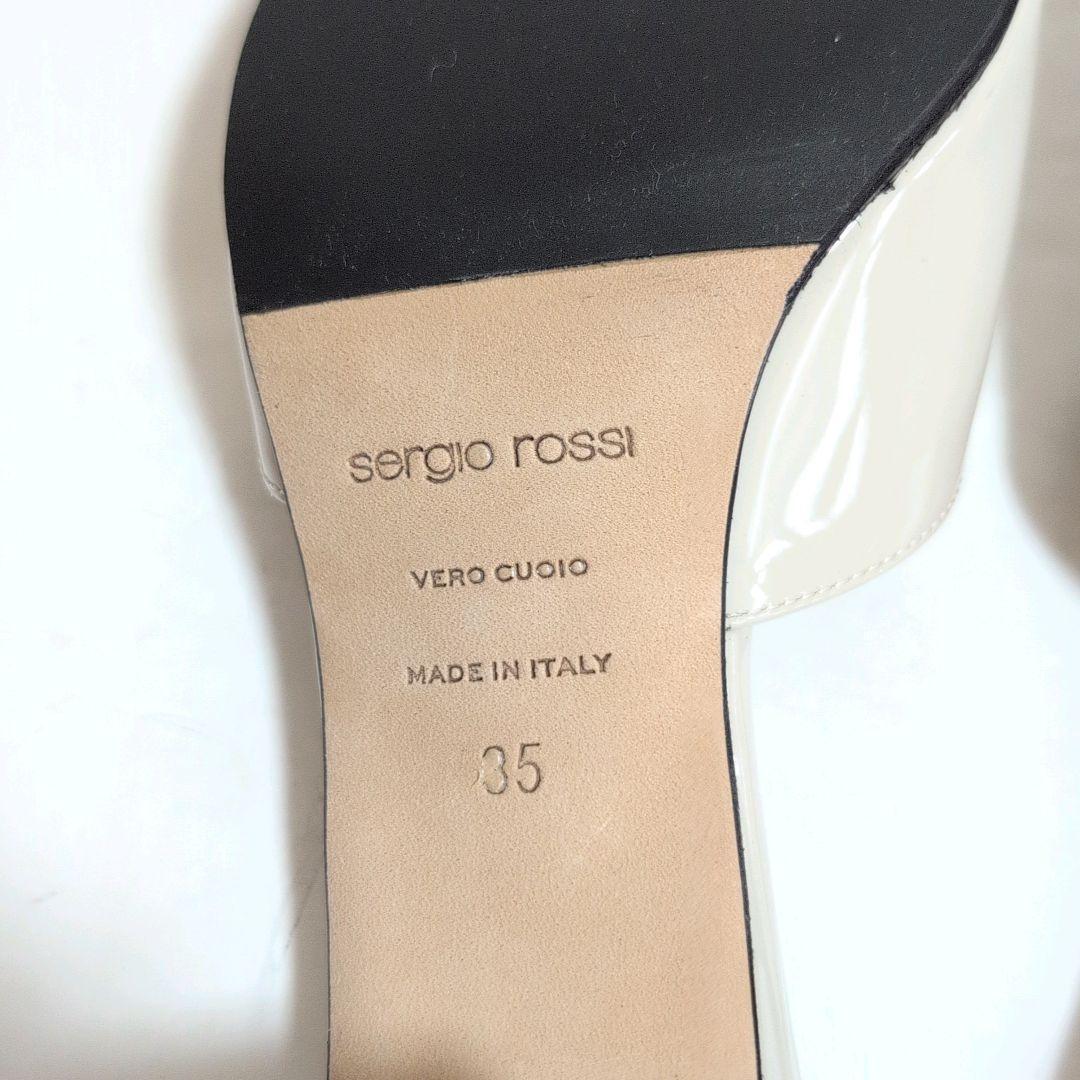 sergio rossi
VERO CUOIO
MADE IN ITALY
35